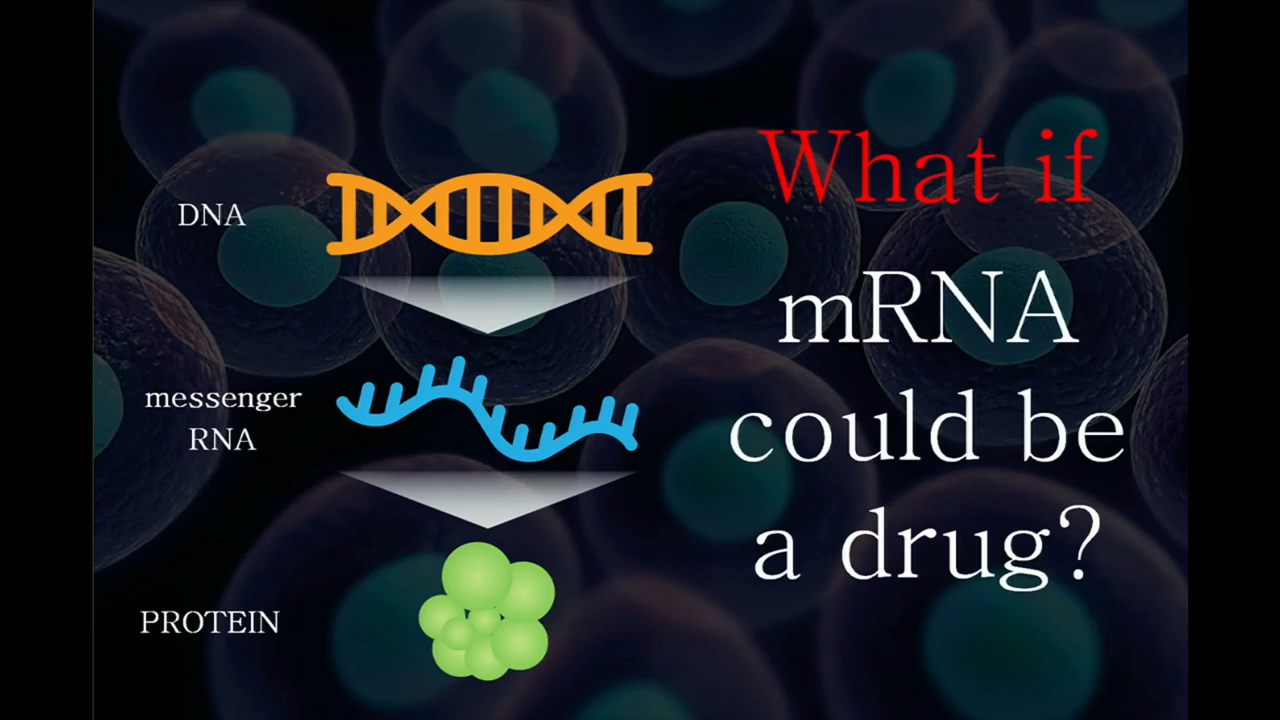 DNA
messenger
RNA
PROTEIN
What if
mRNA
could be
a drug?